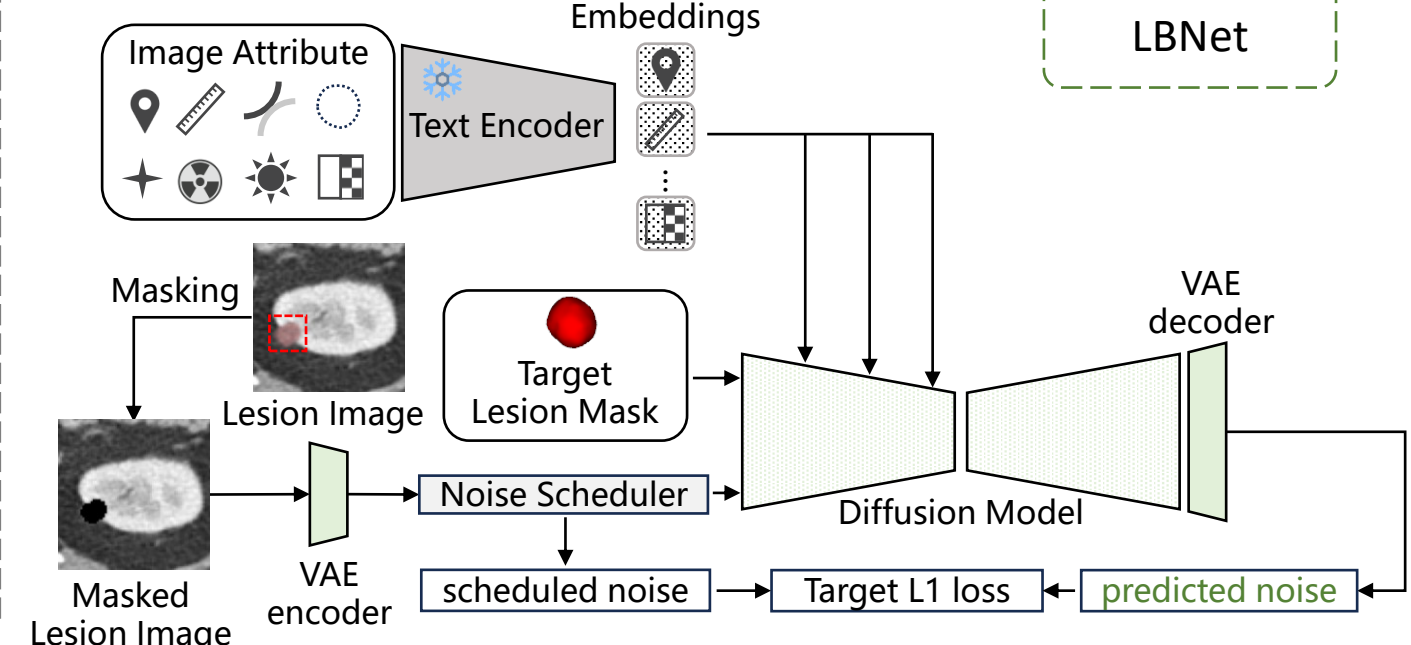 Embeddings
LBNet
Image Attribute
Text Encoder
Masking
Lesion Image
Target
Lesion Mask
VAE
decoder
Noise Scheduler
Diffusion Model
VAE
encoder
Masked
Lesion Image
scheduled noise
Target L1 loss
predicted noise